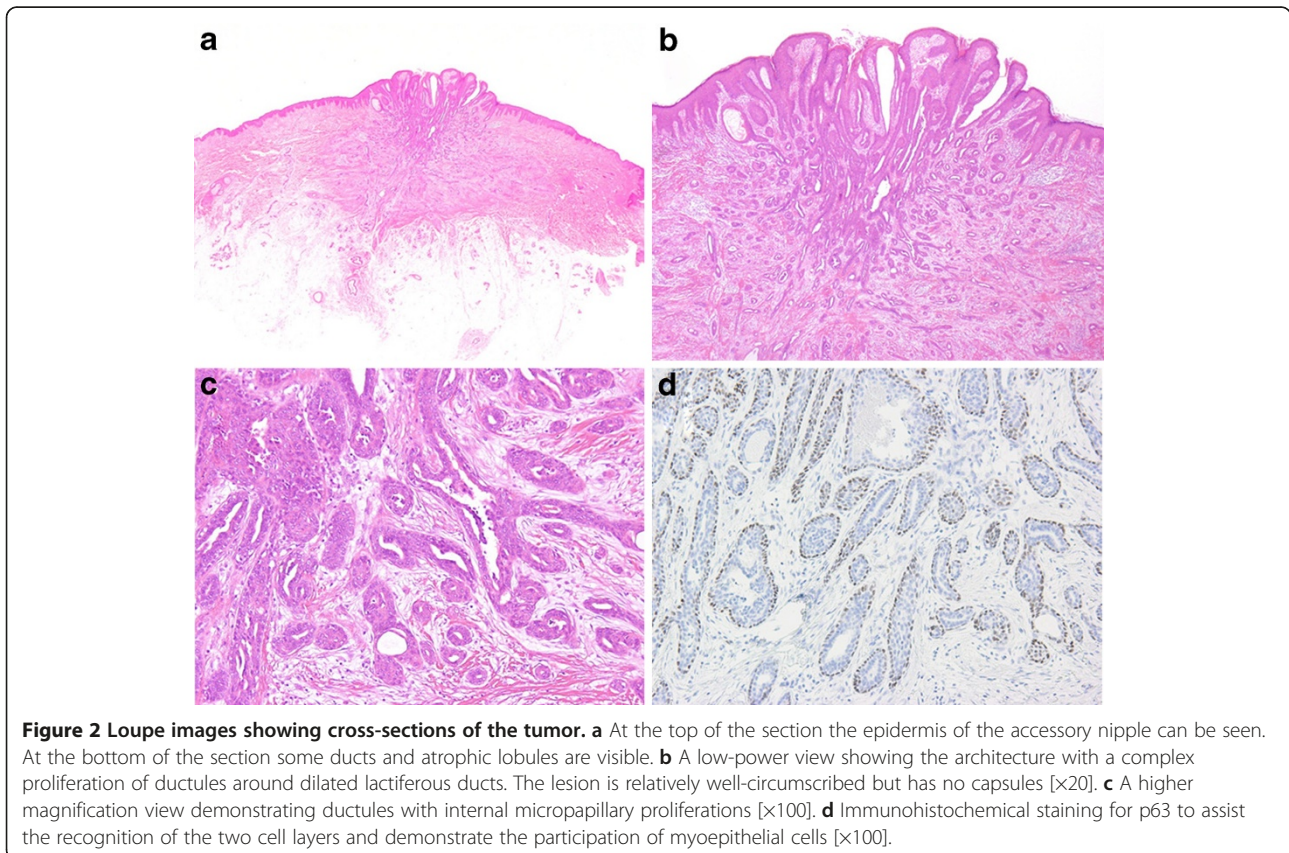 a
b
c
d
Figure 2 Loupe images showing cross-sections of the tumor. a At the top of the section the epidermis of the accessory nipple can be seen.
At the bottom of the section some ducts and atrophic lobules are visible. b A low-power view showing the architecture with a complex
proliferation of ductules around dilated lactiferous ducts. The lesion is relatively well-circumscribed but has no capsules [×20]. c A higher
magnification view demonstrating ductules with internal micropapillary proliferations [×100]. d Immunohistochemical staining for p63 to assist
the recognition of the two cell layers and demonstrate the participation of myoepithelial cells [×100].